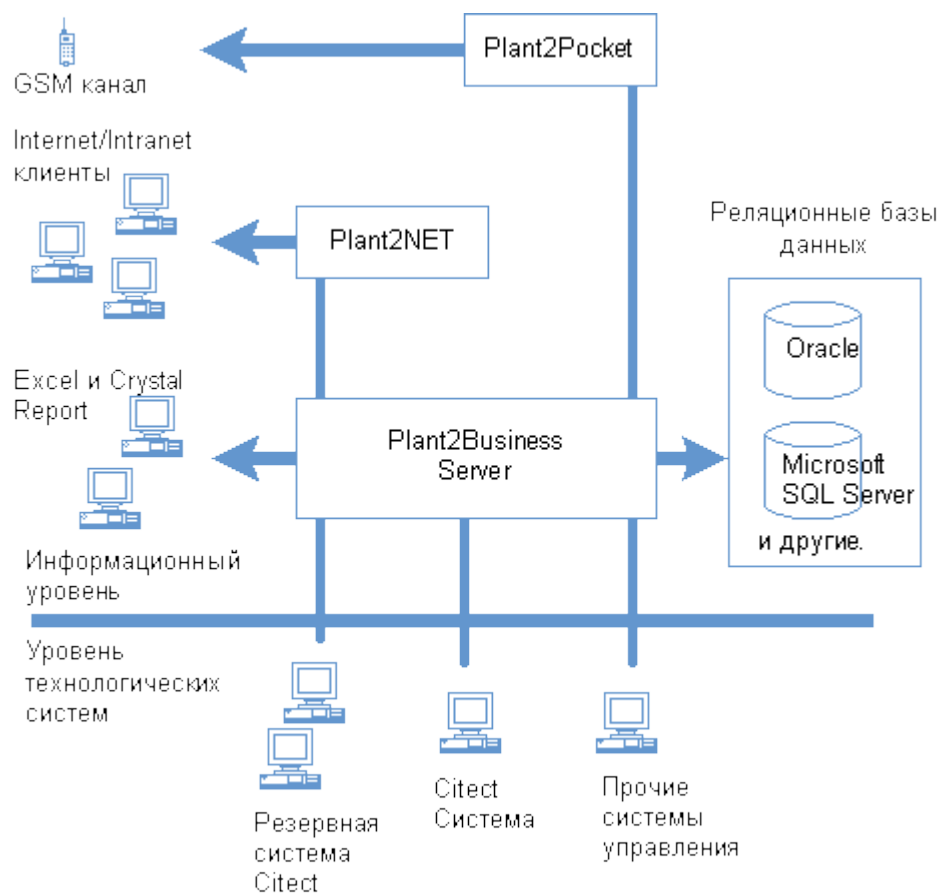 Plant2Pocket
GSM канал
Internet/Intranet
клиенты
Plant2NET
Реляционные базы
данных
Oracle
Excel и Crystal
Report
Plant2Business
Server
Microsoft
SQL Server
и другие.
Информационный
уровень
Уровень
технологических
систем
Резервная
система
Citect
Citect
Система
Прочие
системы
управления